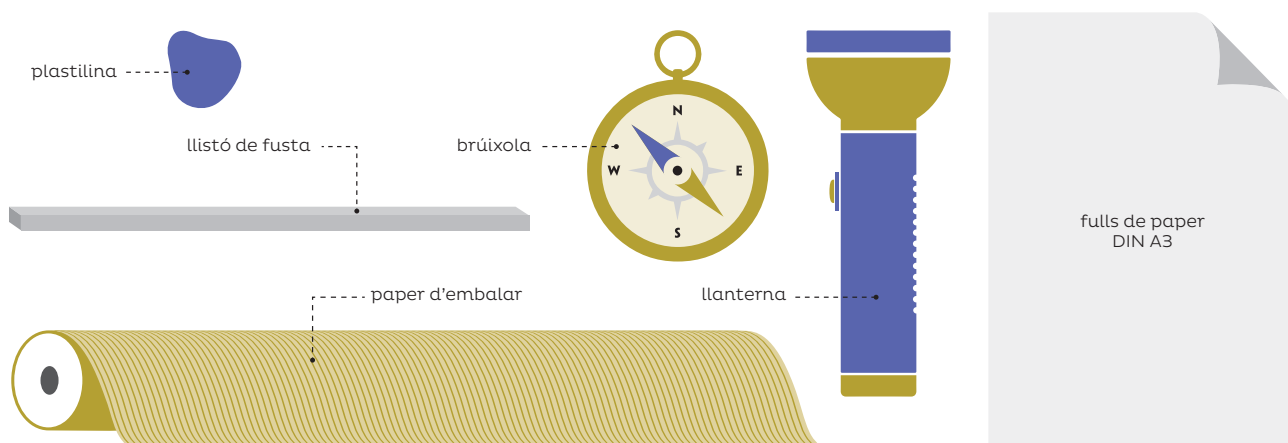 plastilina
llistó de fusta
brúixola
N
W
E
S
fulls de paper
DIN A3
paper d'embalar
llanterna